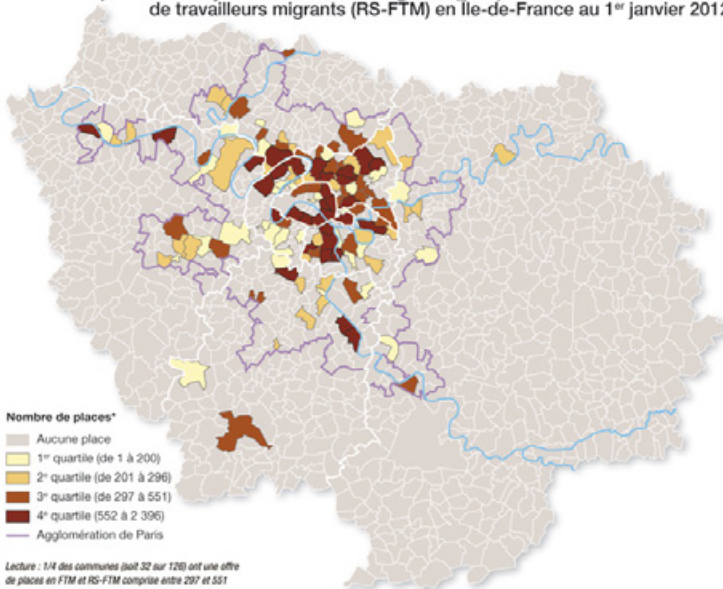 de travailleurs migrants (RS-FTM) en Île-de-France au 1er janvier 2012
Nombre de places*
Aucune place
1er quartile (de 1 à 200)
2e quartile (de 201 à 296)
3e quartile (de 297 à 551)
4e quartile (552 à 2 396)
Agglomération de Paris
Lecture : 1/4 des communes (soit 32 sur 126) ont une offre
de places en FTM et RS-FTM comprise entre 297 et 551